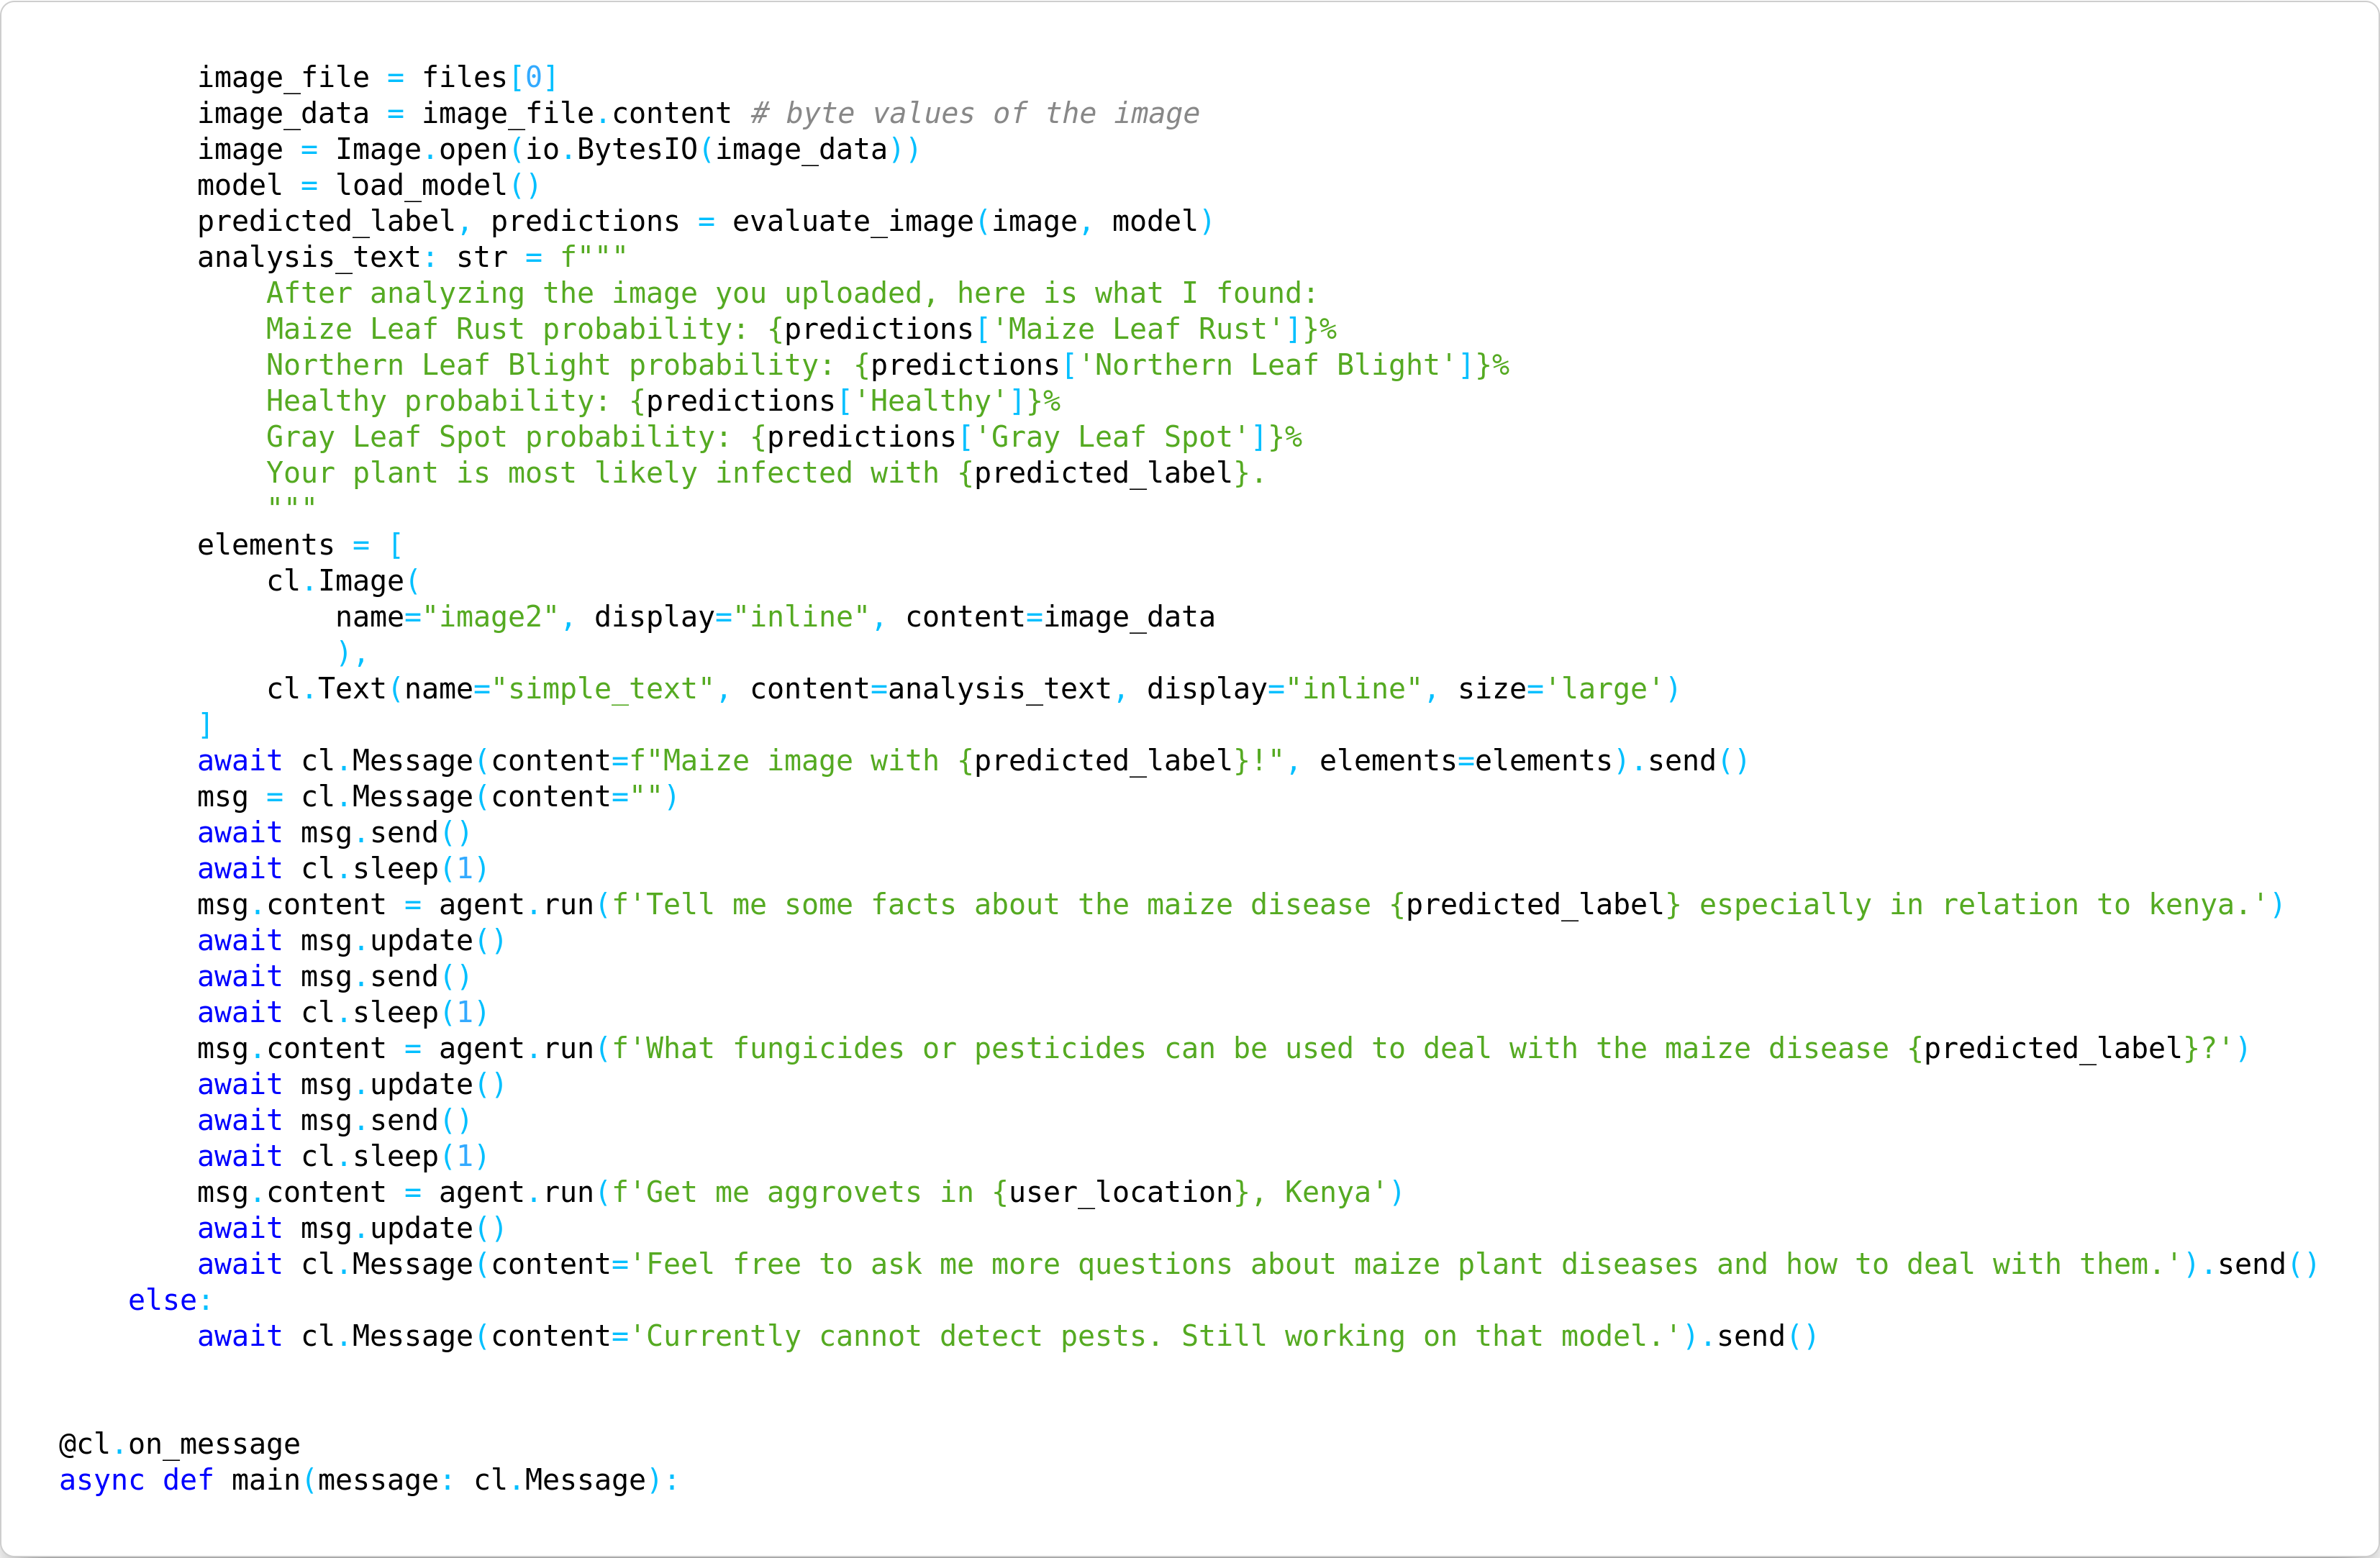 image_file = files[0]
        image_data = image_file.content # byte values of the image
        image = Image.open(io.BytesIO(image_data))
        model = load_model()
        predicted_label, predictions = evaluate_image(image, model)
        analysis_text: str = f"""
            After analyzing the image you uploaded, here is what I found:
            Maize Leaf Rust probability: {predictions['Maize Leaf Rust']}%
            Northern Leaf Blight probability: {predictions['Northern Leaf Blight']}%
            Healthy probability: {predictions['Healthy']}%
            Gray Leaf Spot probability: {predictions['Gray Leaf Spot']}%
            Your plant is most likely infected with {predicted_label}.
            """
        elements = [
            cl.Image(
                name="image2", display="inline", content=image_data
                ),
            cl.Text(name="simple_text", content=analysis_text, display="inline", size='large')
        ]
        await cl.Message(content=f"Maize image with {predicted_label}!", elements=elements).send()
        msg = cl.Message(content="")
        await msg.send()
        await cl.sleep(1)
        msg.content = agent.run(f'Tell me some facts about the maize disease {predicted_label} especially in relation to kenya.')
        await msg.update()
        await msg.send()
        await cl.sleep(1)
        msg.content = agent.run(f'What fungicides or pesticides can be used to deal with the maize disease {predicted_label}?')
        await msg.update()
        await msg.send()
        await cl.sleep(1)
        msg.content = agent.run(f'Get me aggrovets in {user_location}, Kenya')
        await msg.update()
        await cl.Message(content='Feel free to ask me more questions about maize plant diseases and how to deal with them.').send()
    else:
        await cl.Message(content='Currently cannot detect pests. Still working on that model.').send()
@cl.on_message
async def main(message: cl.Message):